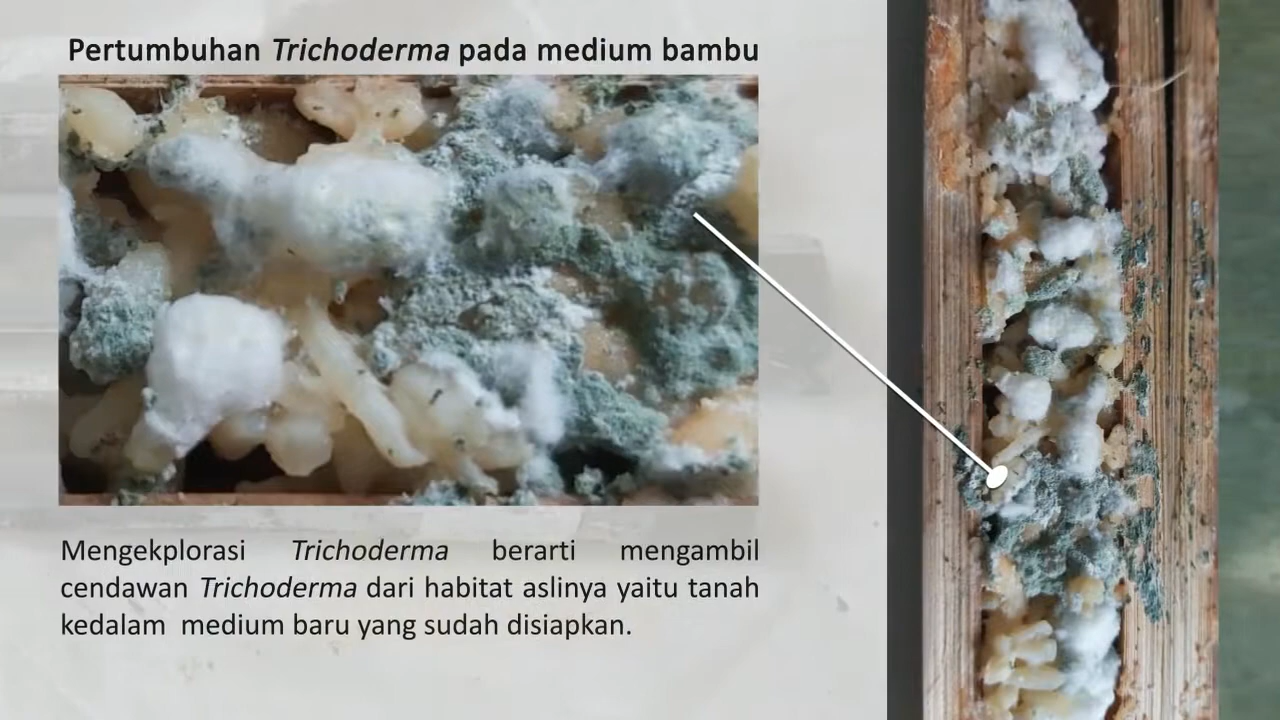 Pertumbuhan Trichoderma pada medium bambu
Mengekplorasi Trichoderma berarti mengambil
cendawan Trichoderma dari habitat aslinya yaitu tanah
kedalam medium baru yang sudah disiapkan.